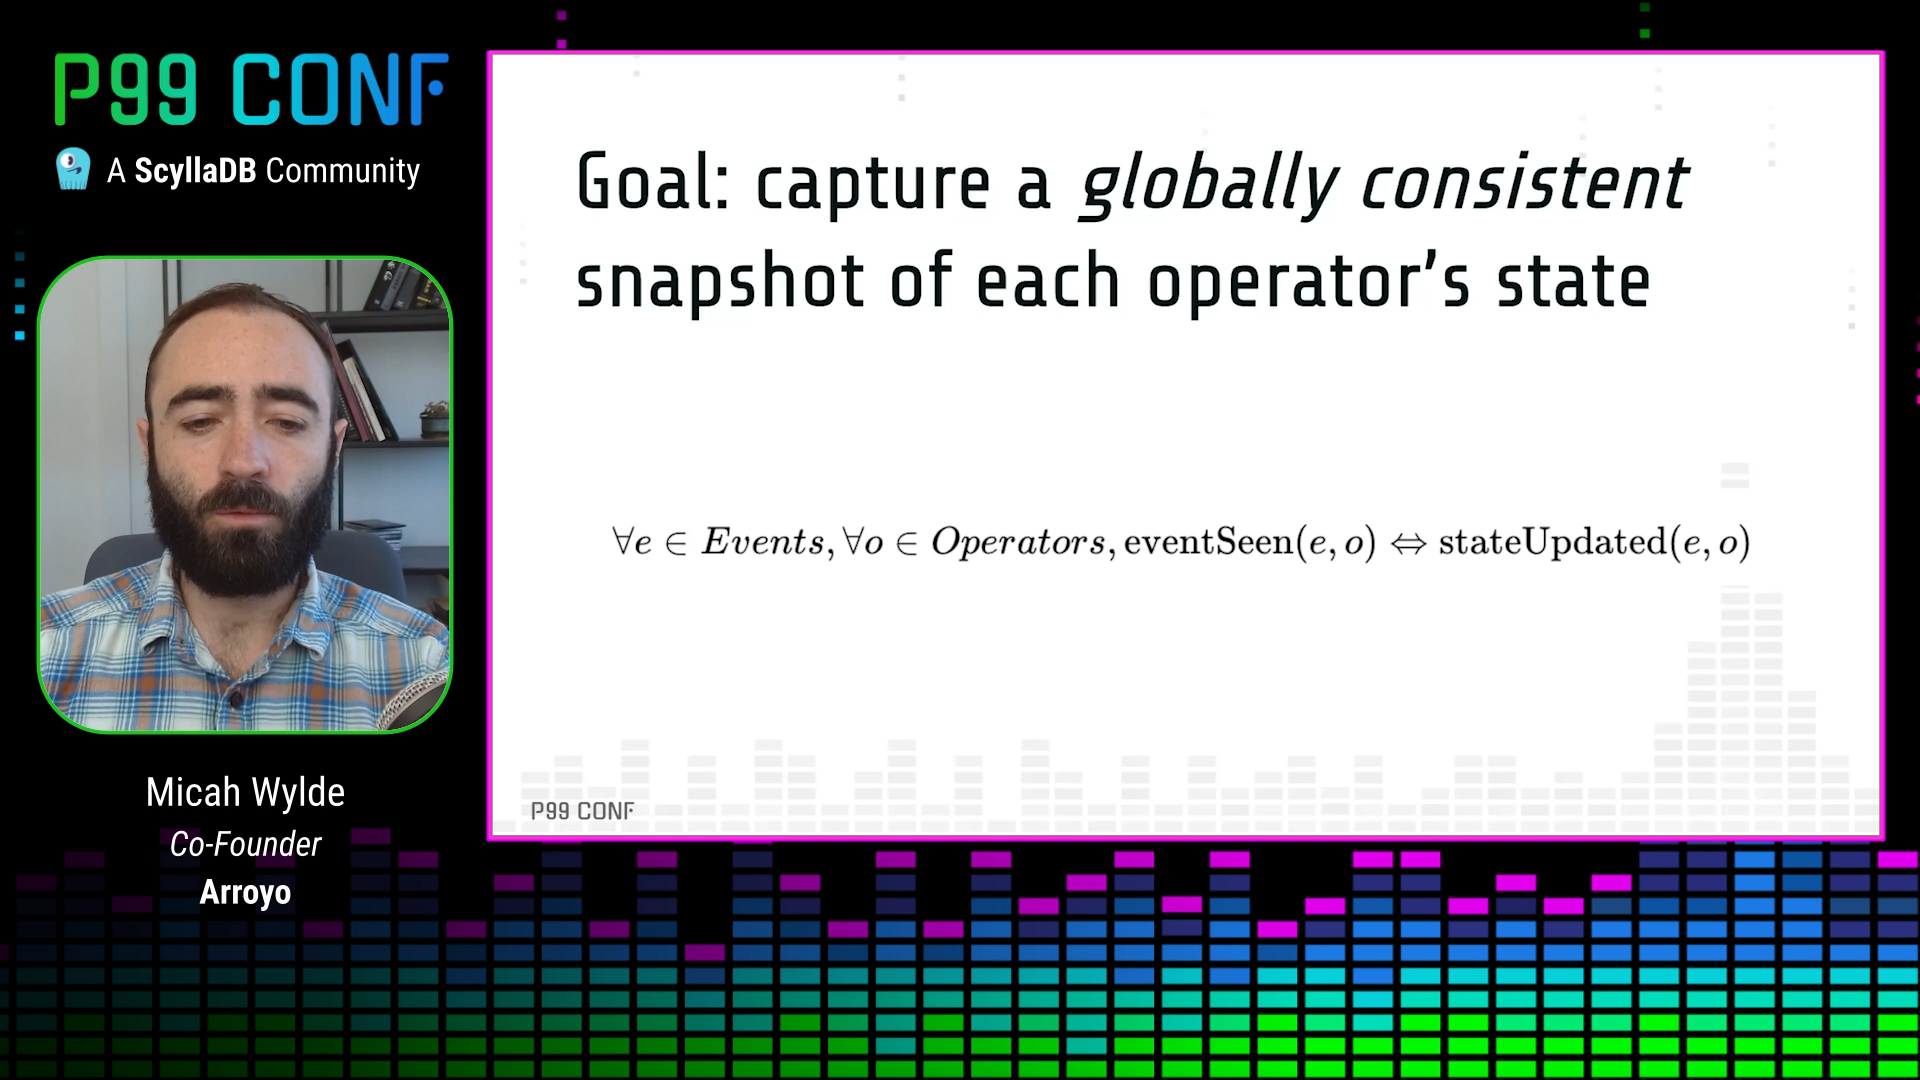 P99 CONF
A ScyllaDB Community
Goal: capture a globally consistent
snapshot of each operator's state
∀e ∈ Events, ∀o ∈ Operators, eventSeen(e, o) ⇔ stateUpdated(e, o)
P99 CONF
Micah Wylde
Co-Founder
Arroyo